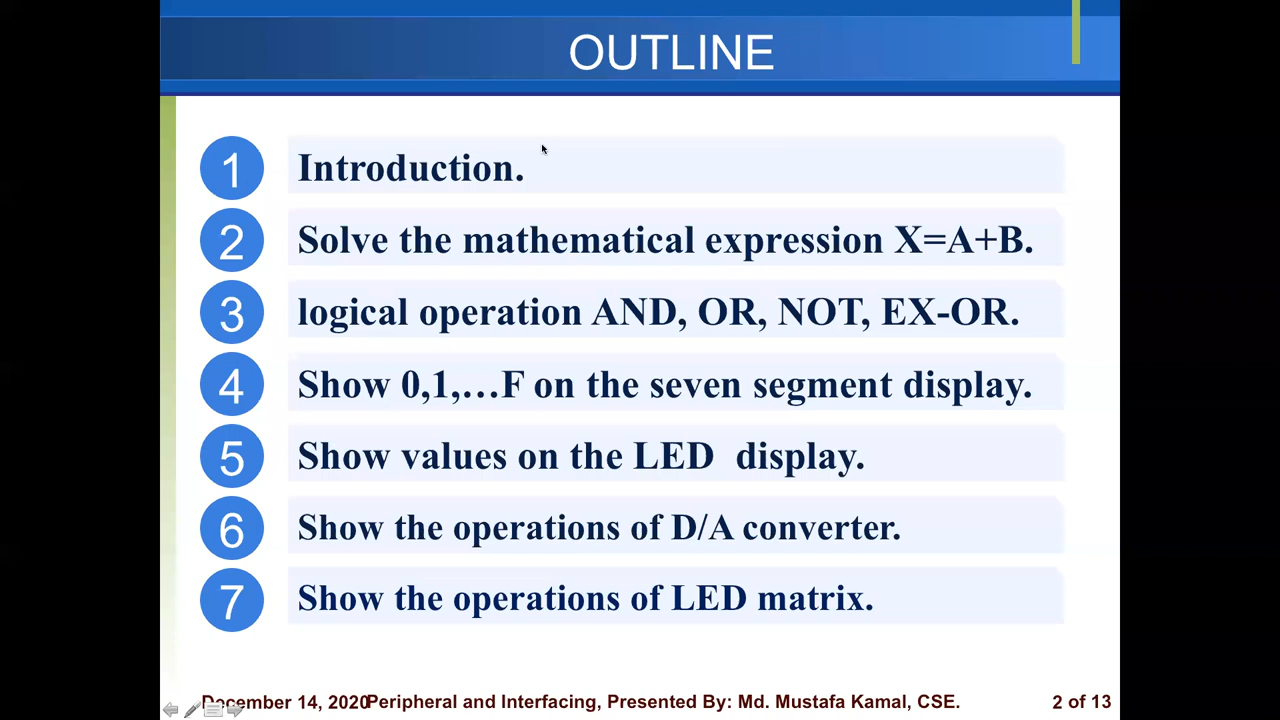 OUTLINE
1 Introduction.
2 Solve the mathematical expression X=A+B.
3 logical operation AND, OR, NOT, EX-OR.
4 Show 0,1,…F on the seven segment display.
5 Show values on the LED display.
6 Show the operations of D/A converter.
7 Show the operations of LED matrix.
December 14, 2020 Peripheral and Interfacing, Presented By: Md. Mustafa Kamal, CSE. 2 of 13